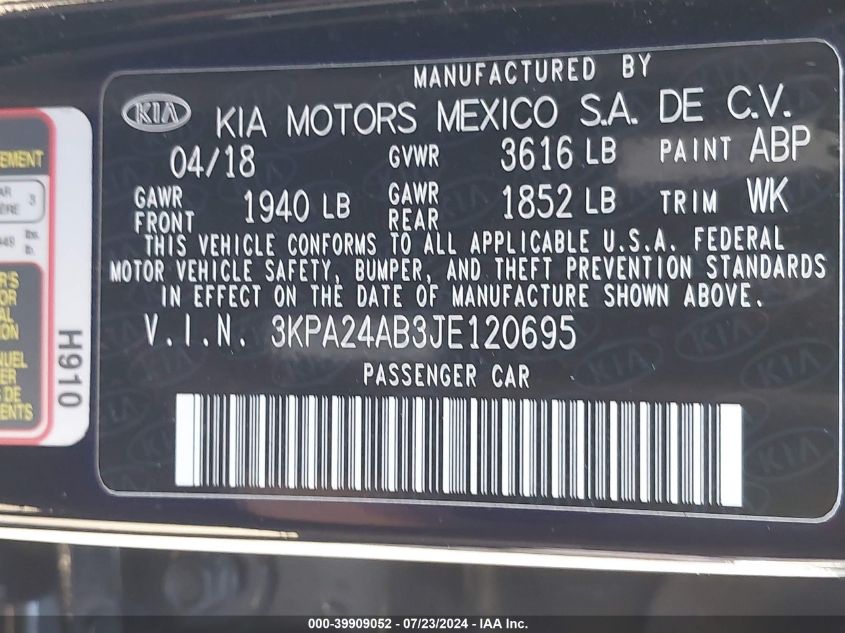 MANUFACTURED BY
KIA KIA MOTORS MEXICO S.A. DE C.V.
04/18 GVWR 3616 LB PAINT ABP
GAWR FRONT 1940 LB GAWR REAR 1852 LB TRIM WK
THIS VEHICLE CONFORMS TO ALL APPLICABLE U.S.A. FEDERAL
MOTOR VEHICLE SAFETY, BUMPER, AND THEFT PREVENTION STANDARDS
IN EFFECT ON THE DATE OF MANUFACTURE SHOWN ABOVE.
V.I.N. 3KPA24AB3JE120695
PASSENGER CAR
H910
3
lbs.
lb.
000-39909052 - 07/23/2024 - IAA Inc.